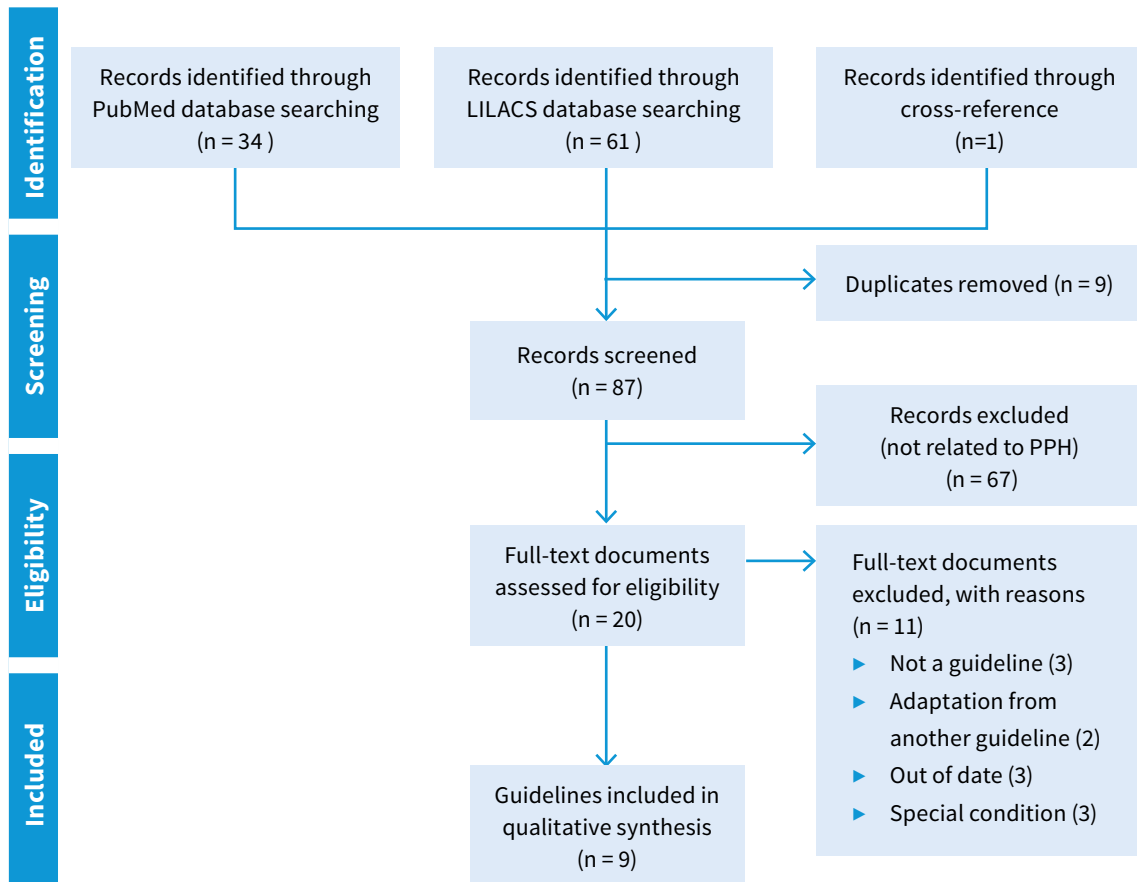 Identification
Records identified through
PubMed database searching
(n = 34 )
Records identified through
LILACS database searching
(n = 61 )
Records identified through
cross-reference
(n=1)
Screening
Duplicates removed (n = 9)
Records screened
(n = 87)
Records excluded
(not related to PPH)
(n = 67)
Eligibility
Full-text documents
assessed for eligibility
(n = 20)
Full-text documents
excluded, with reasons
(n = 11)
► Not a guideline (3)
► Adaptation from
another guideline (2)
► Out of date (3)
► Special condition (3)
Included
Guidelines included in
qualitative synthesis
(n = 9)